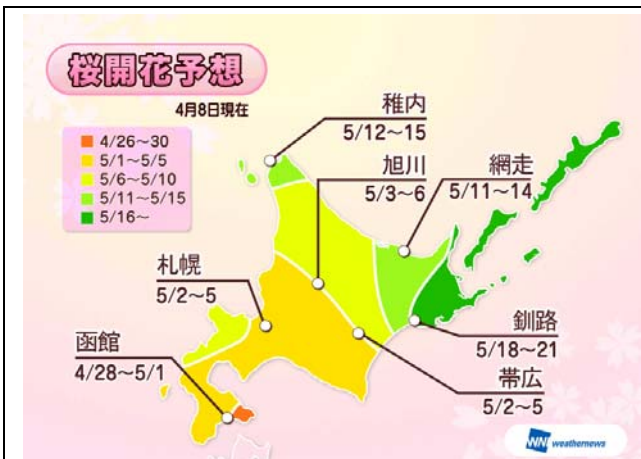 桜開花予想
4月8日現在
4/26～30
5/1～5/5
5/6～5/10
5/11～5/15
5/16～
稚内
5/12～15
旭川
5/3～6
網走
5/11～14
札幌
5/2～5
函館
4/28～5/1
釧路
5/18～21
帯広
5/2～5
WN weathernews